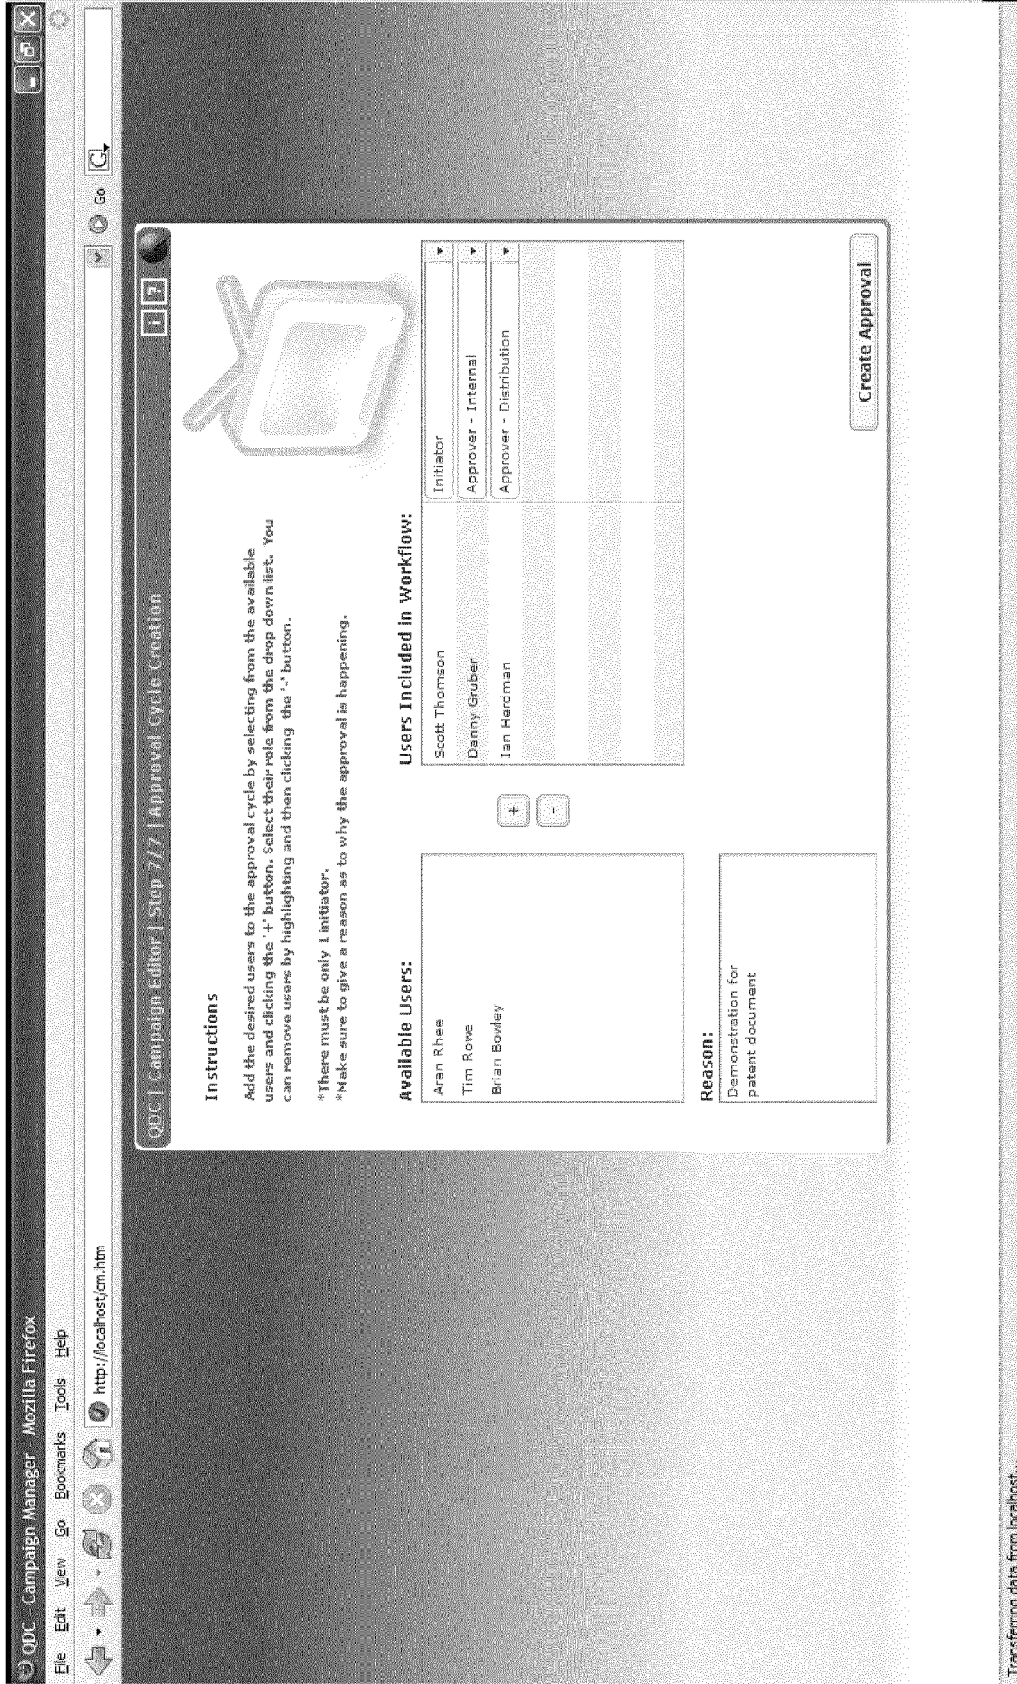 QDC Campaign Manager Mozilla Firefox
File Edit View Go Bookmarks Tools Help
http://localhost/cm.htm
Go
G
QDC | Campaign Editor | Step 7/7 | Approval Cycle Creation
i ?
Instructions
Add the desired users to the approval cycle by selecting from the available
users and clicking the '+' button. Select their role from the drop down list. You
can remove users by highlighting and then clicking the '-' button.
*There must be only 1 initiator.
*Make sure to give a reason as to why the approval is happening.
Available Users:
Aran Rhee
Tim Rowe
Brian Bowley
+
-
Users Included in Workflow:
Scott Thomson Initiator
Danny Gruber Approver - Internal
Ian Herdman Approver - Distribution
Reason:
Demonstration for
patent document
Create Approval
Transferring data from localhost...